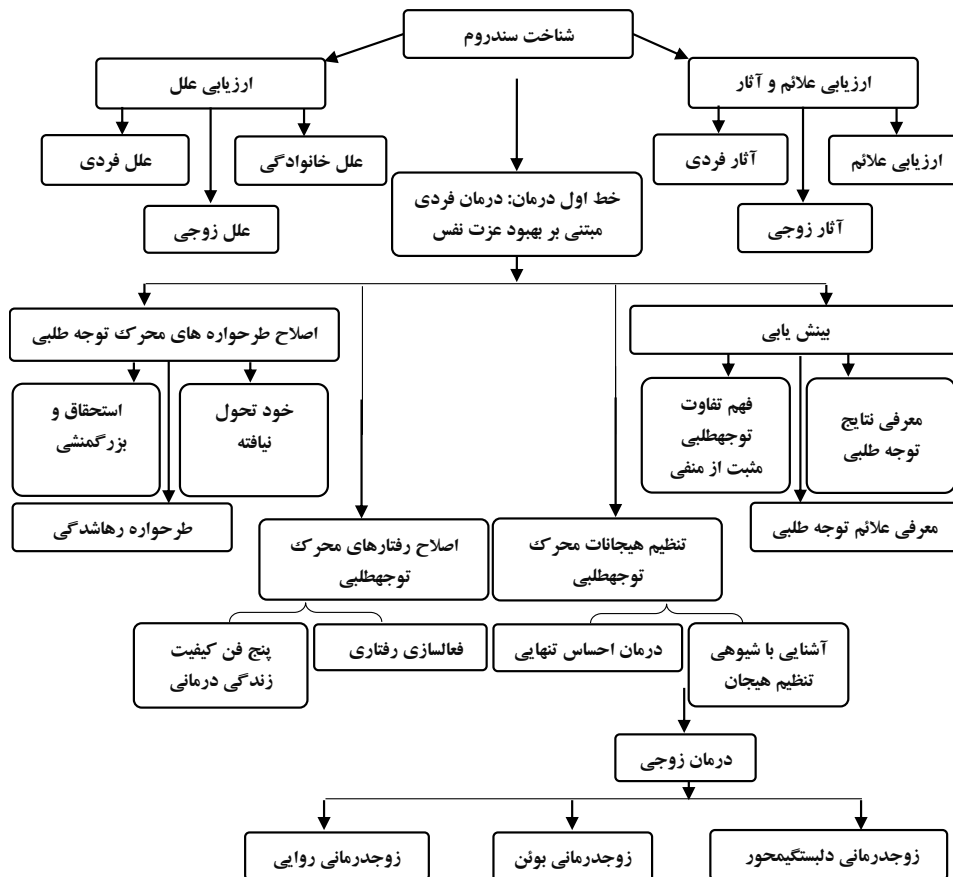 شناخت سندروم
ارزیابی علائم و آثار
ارزیابی علل
ارزیابی علائم
آثار فردی
علل خانوادگی
علل فردی
آثار زوجی
علل زوجی
خط اول درمان: درمان فردی
مبتنی بر بهبود عزت نفس
بینش یابی
اصلاح طرحواره های محرک توجه طلبی
معرفی نتایج
توجه طلبی
فهم تفاوت
توجهطلبی
مثبت از منفی
خود تحول
نیافته
استحقاق و
بزرگمنشی
معرفی علائم توجه طلبی
طرحواره رهاشدگی
تنظیم هیجانات محرک
توجهطلبی
اصلاح رفتارهای محرک
توجهطلبی
آشنایی با شیوهی
تنظیم هیجان
درمان احساس تنهایی
فعالسازی رفتاری
پنج فن کیفیت
زندگی درمانی
درمان زوجی
زوجدرمانی دلبستگیمحور
زوجدرمانی بوئن
زوجدرمانی روایی